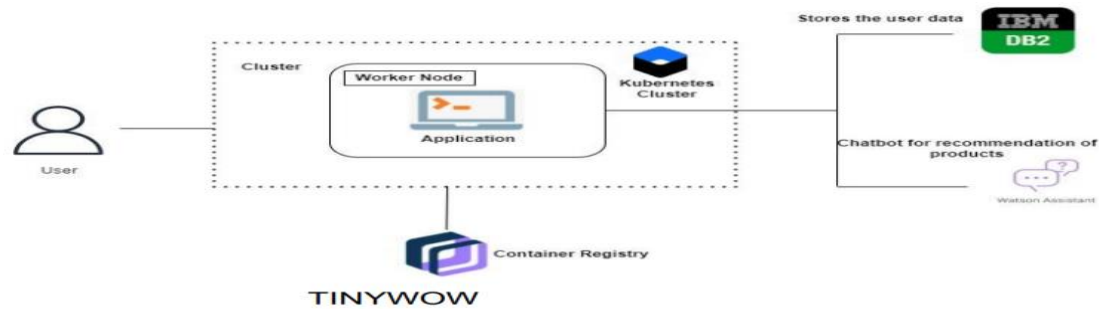 Stores the user data
IBM
DB2
Cluster
Worker Node
Kubernetes
Cluster
Application
User
Chatbot for recommendation of
products
Watson Assistant
Container Registry
TINYWOW